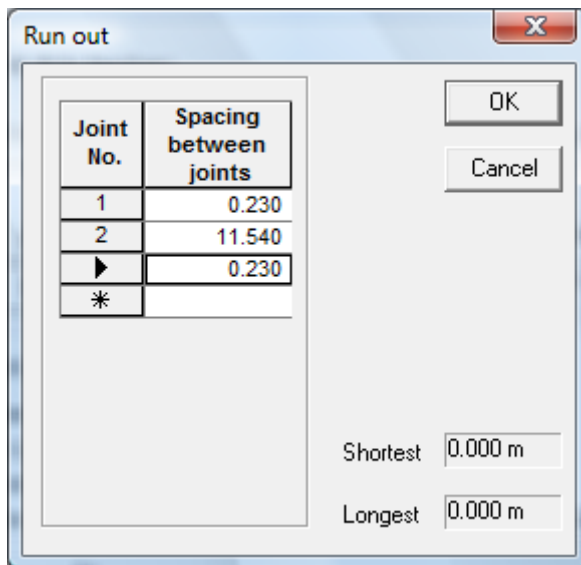 Run out
OK
Cancel
Joint No.
Spacing between joints
1 0.230
2 11.540
0.230
Shortest 0.000 m
Longest 0.000 m